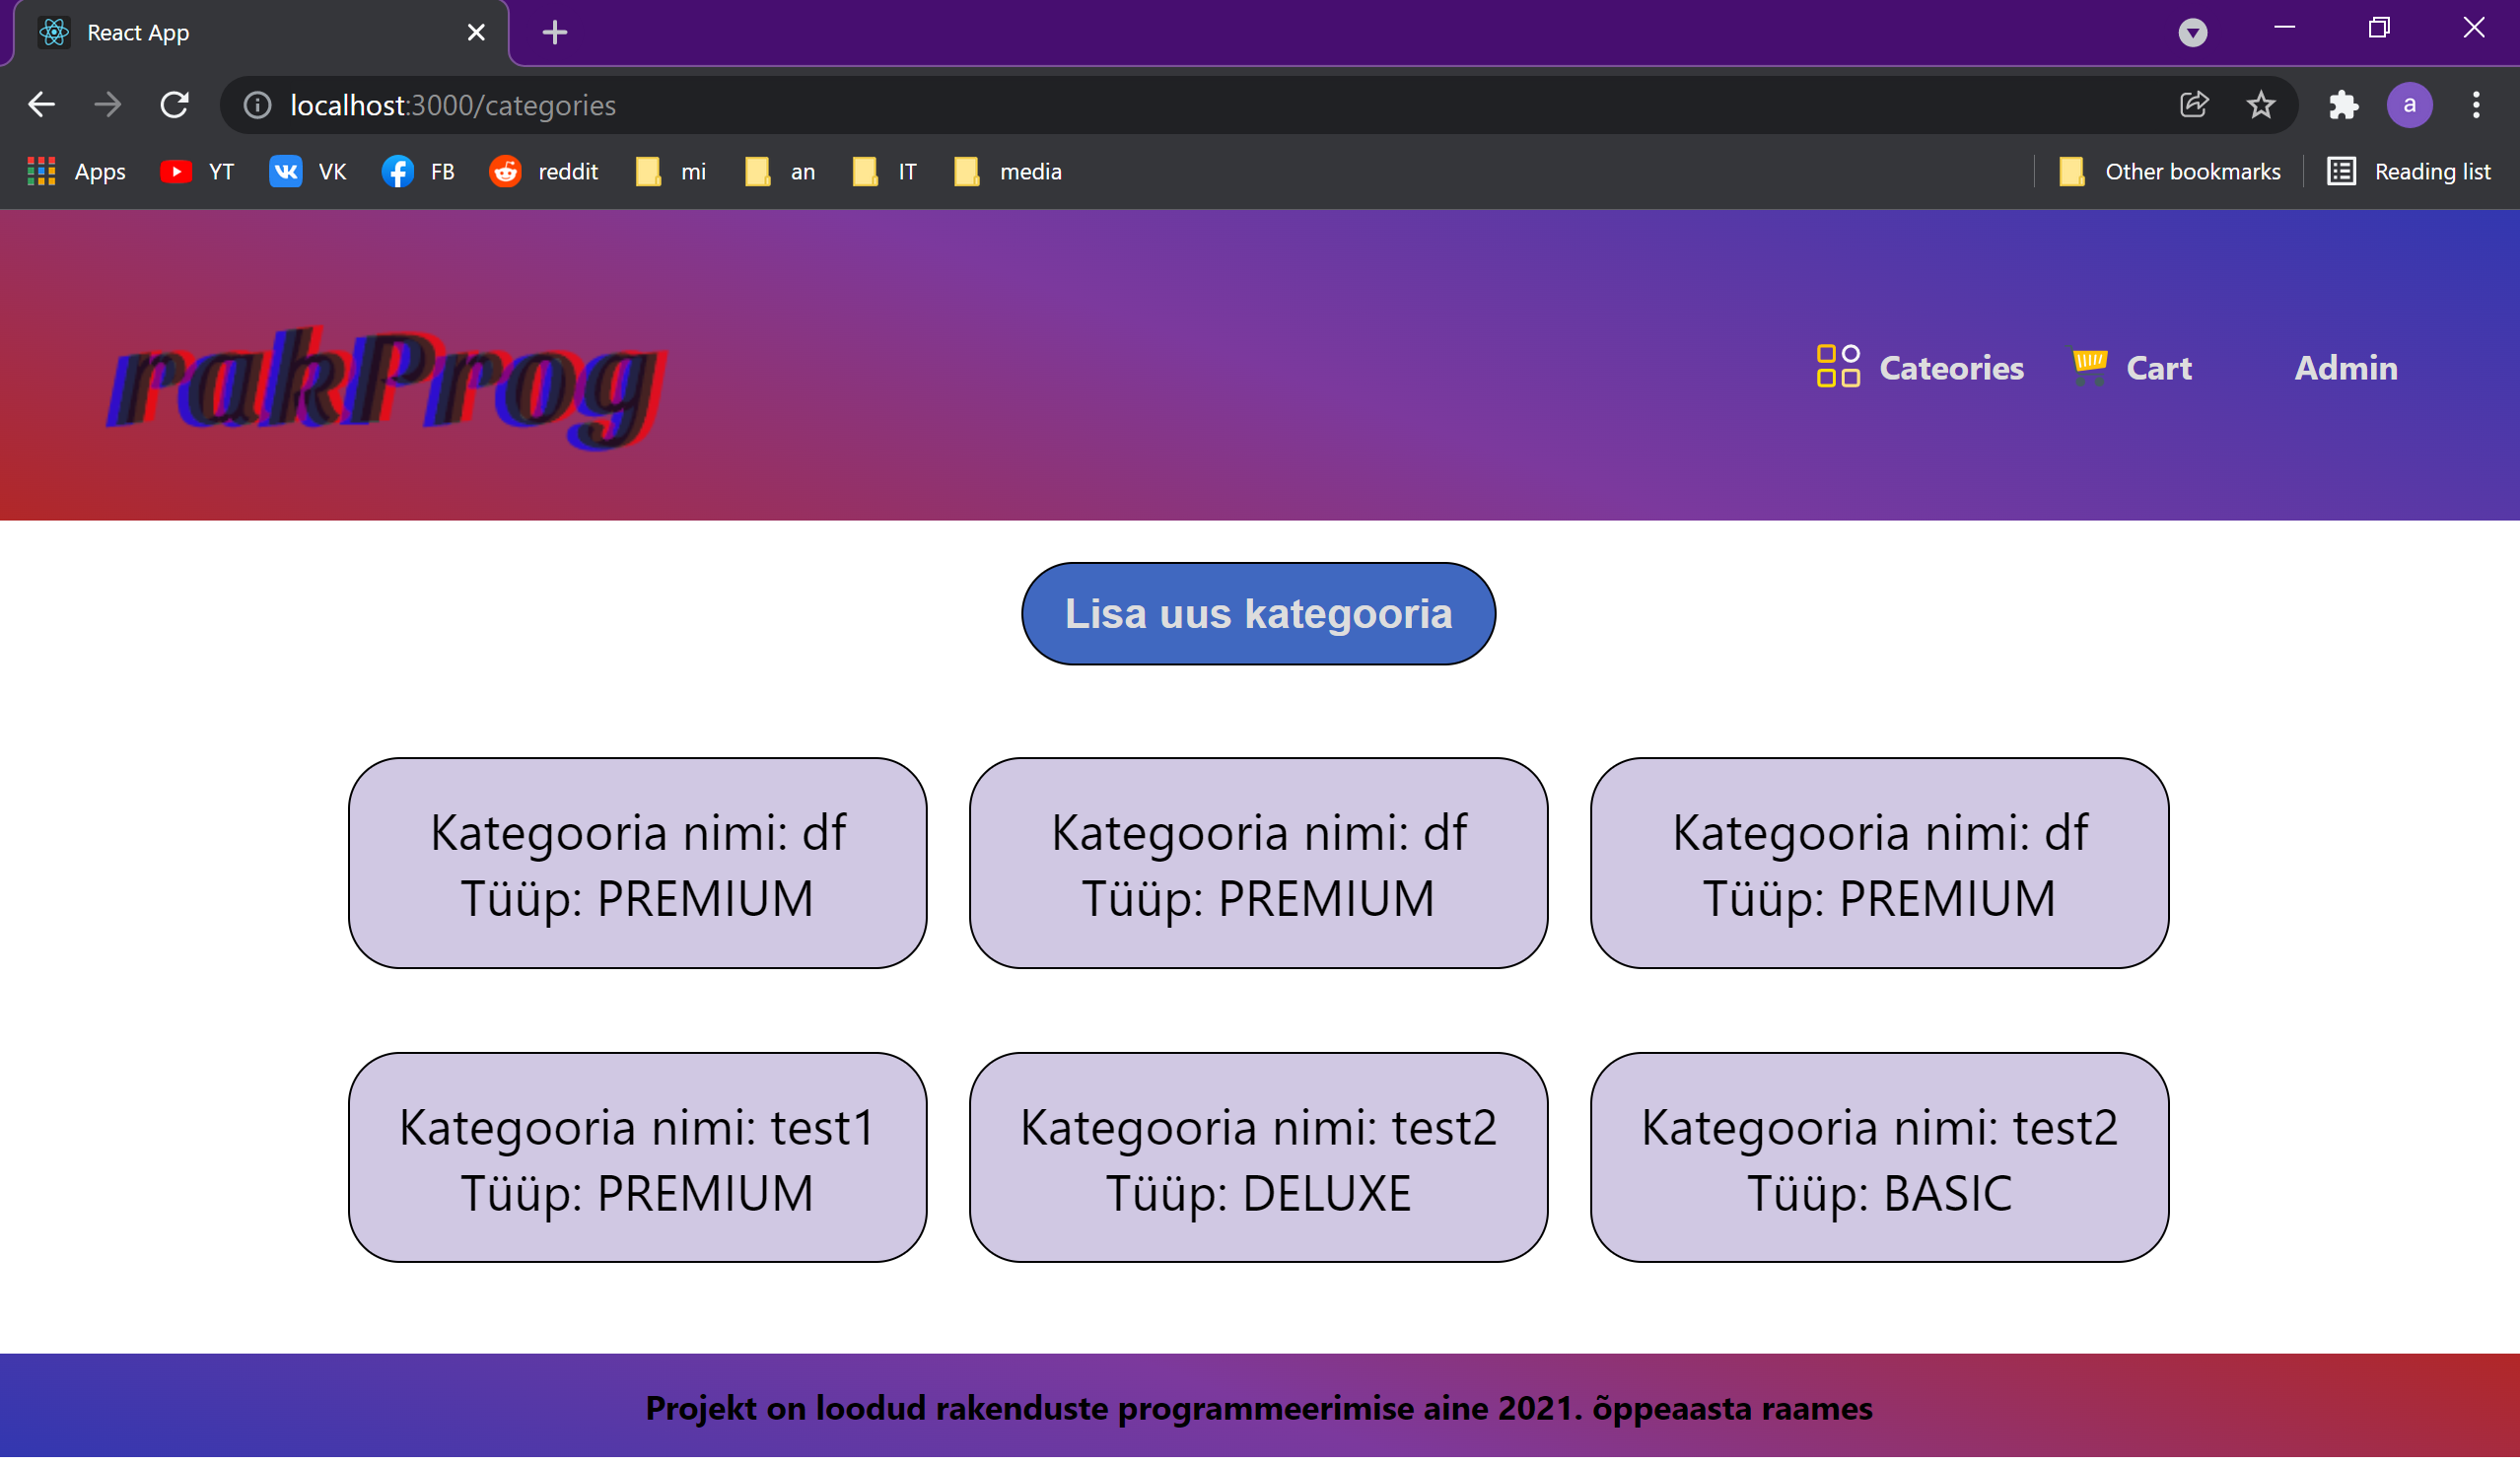 React App
localhost:3000/categories
a
Apps YT VK FB reddit mi an IT media Other bookmarks Reading list
rakProg
Cateories Cart Admin
Lisa uus kategooria
Kategooria nimi: df
Tüüp: PREMIUM
Kategooria nimi: df
Tüüp: PREMIUM
Kategooria nimi: df
Tüüp: PREMIUM
Kategooria nimi: test1
Tüüp: PREMIUM
Kategooria nimi: test2
Tüüp: DELUXE
Kategooria nimi: test2
Tüüp: BASIC
Projekt on loodud rakenduste programmeerimise aine 2021. õppeaasta raames